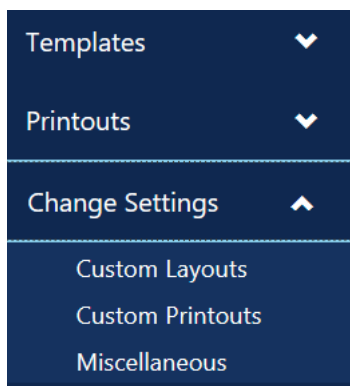 Templates
Printouts
Change Settings
Custom Layouts
Custom Printouts
Miscellaneous